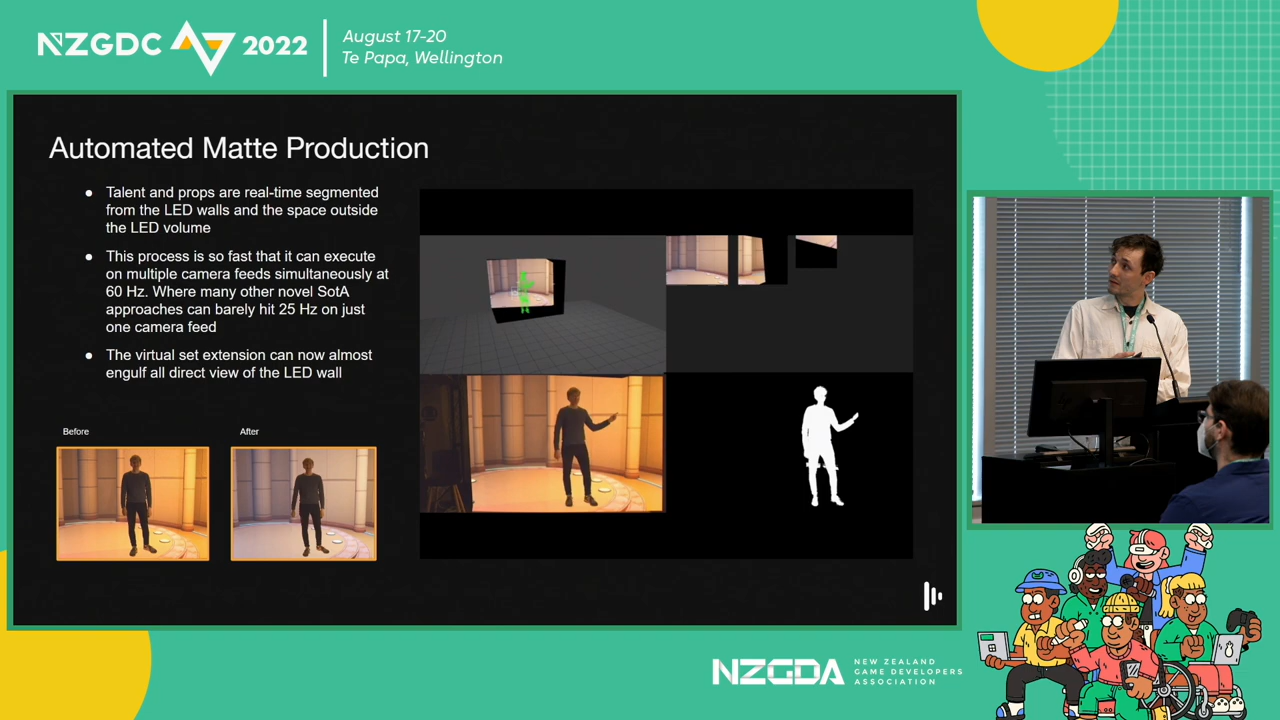 NZGDC
2022
August 17-20
Te Papa, Wellington
Automated Matte Production
● Talent and props are real-time segmented
from the LED walls and the space outside
the LED volume
● This process is so fast that it can execute
on multiple camera feeds simultaneously at
60 Hz. Where many other novel SotA
approaches can barely hit 25 Hz on just
one camera feed
● The virtual set extension can now almost
engulf all direct view of the LED wall
Before
After
NZGDA
NEW ZEALAND
GAME DEVELOPERS
ASSOCIATION